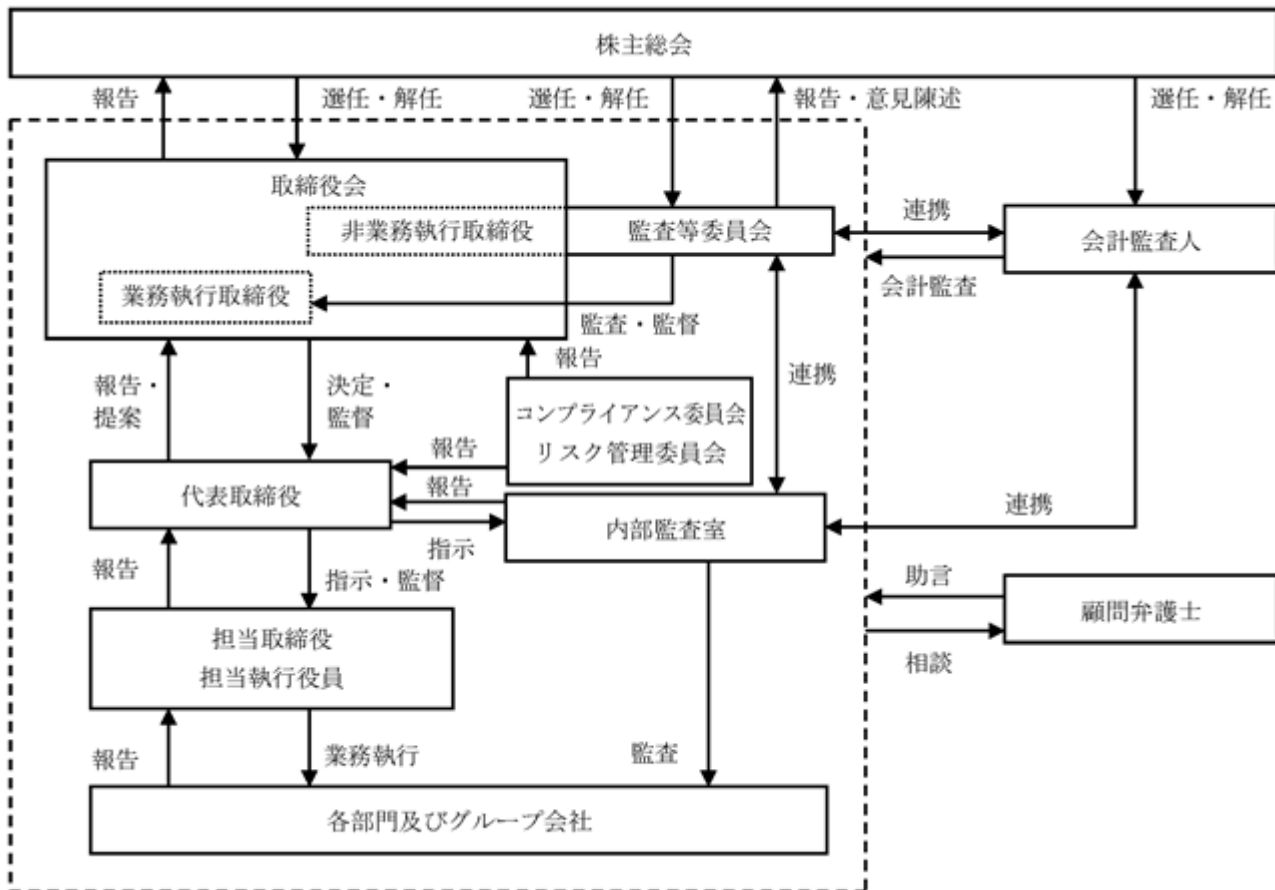 株主総会
報告
選任・解任
選任・解任
報告・意見陳述
選任・解任
取締役会
非業務執行取締役
監査等委員会
連携
会計監査人
会計監査
業務執行取締役
監査・監督
報告
連携
報告・
提案
決定・
監督
コンプライアンス委員会
リスク管理委員会
報告
代表取締役
報告
指示
内部監査室
連携
報告
指示・監督
助言
顧問弁護士
相談
担当取締役
担当執行役員
報告
業務執行
監査
各部門及びグループ会社